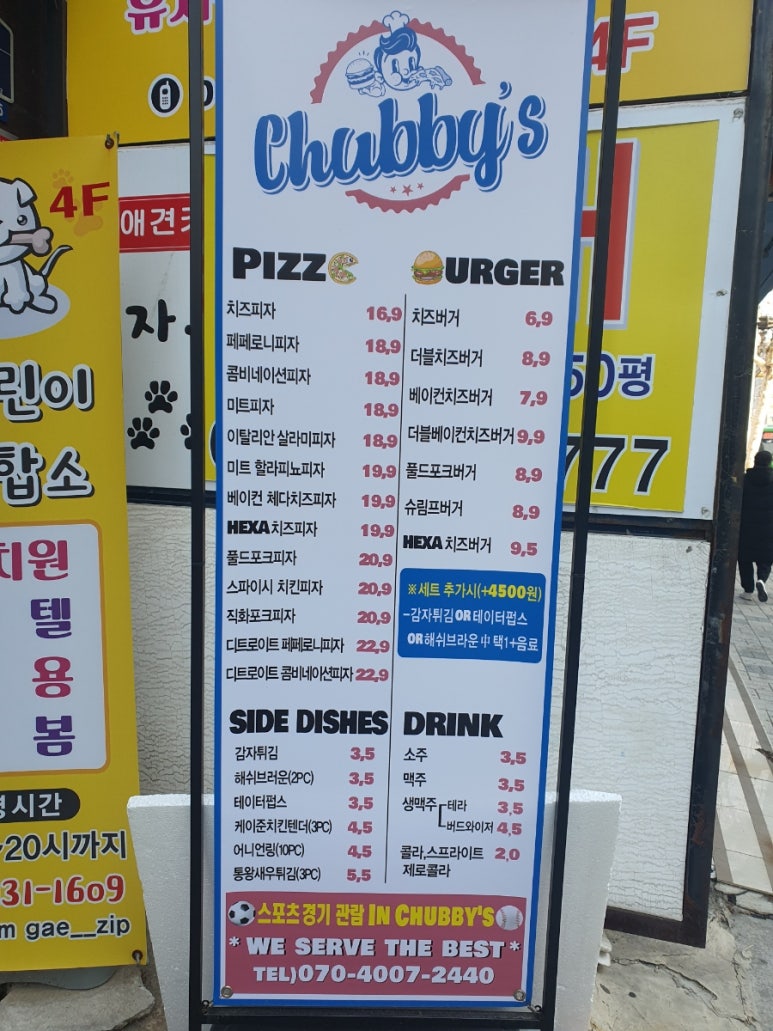 4F
Chubby's
4F
애견
자
린이
합소
50평
777
치원
텔
용
봄
영시간
~20시까지
31-1609
m gae__zip
PIZZ
치즈피자 16,9
페페로니피자 18,9
콤비네이션피자 18,9
미트피자 18,9
이탈리안 살라미피자 18,9
미트 할라피뇨피자 19,9
베이컨 체다치즈피자 19,9
HEXA 치즈피자 19,9
풀드포크피자 20,9
스파이시 치킨피자 20,9
직화포크피자 20,9
디트로이트 페페로니피자 22,9
디트로이트 콤비네이션피자 22,9
URGER
치즈버거 6,9
더블치즈버거 8,9
베이컨치즈버거 7,9
더블베이컨치즈버거 9,9
풀드포크버거 8,9
슈림프버거 8,9
HEXA 치즈버거 9,5
※세트 추가시(+4500원)
-감자튀김 OR 테이터펍스
OR 해쉬브라운 中 택1+음료
SIDE DISHES
감자튀김 3,5
해쉬브러운(2PC) 3,5
테이터펍스 3,5
케이준치킨텐더(3PC) 4,5
어니언링(10PC) 4,5
통왕새우튀김(3PC) 5,5
DRINK
소주 3,5
맥주 3,5
생맥주 테라 3,5
버드와이저 4,5
콜라,스프라이트 2,0
제로콜라
스포츠 경기 관람 IN CHUBBY'S
* WE SERVE THE BEST *
TEL)070-4007-2440